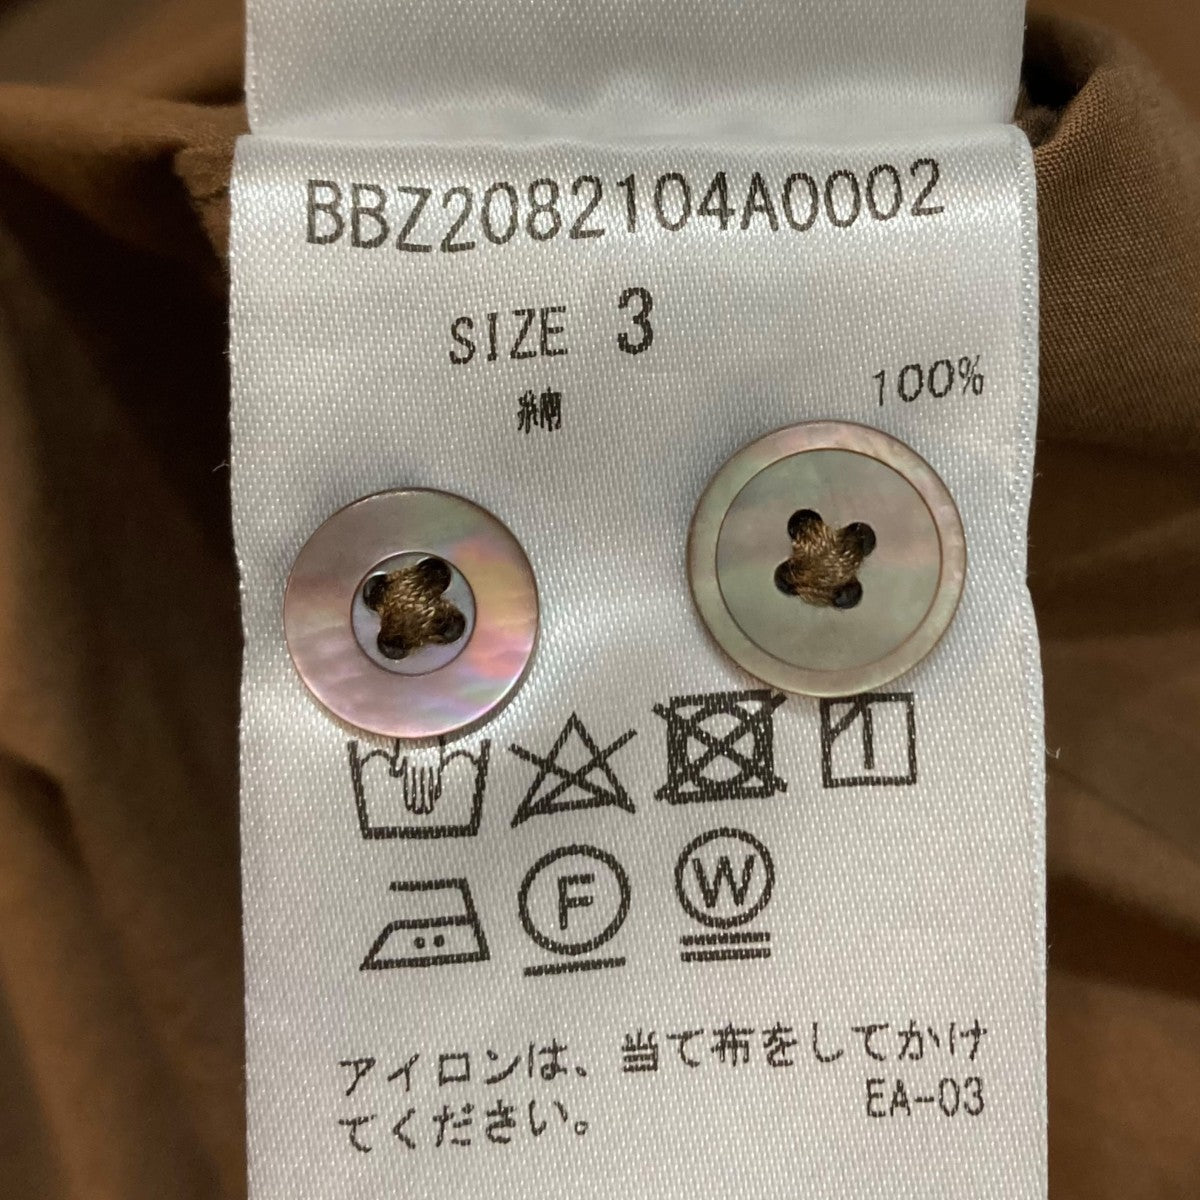 BBZ2082104A0002
SIZE 3
綿 100%
F W
アイロンは、当て布をしてかけ
てください。 EA-03